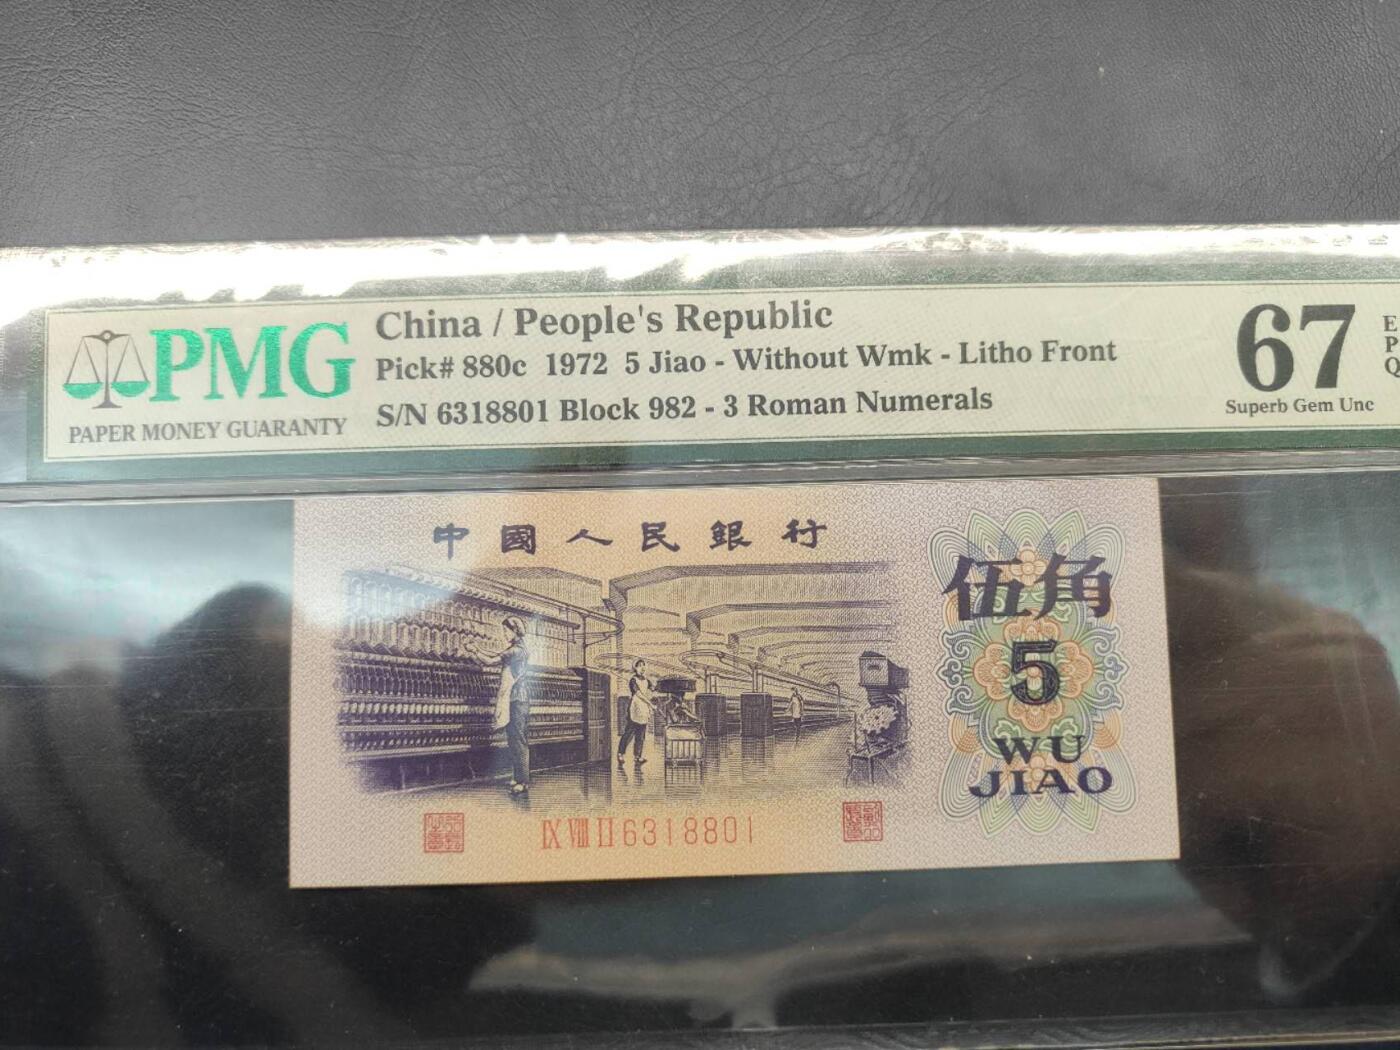 PMG
PAPER MONEY GUARANTY
China / People's Republic
Pick# 880c 1972 5 Jiao - Without Wmk - Litho Front
S/N 6318801 Block 982 - 3 Roman Numerals
67
Superb Gem Unc
E
P
Q
中國人民銀行
伍角
5
WU
JIAO
IX VIII II 6318801